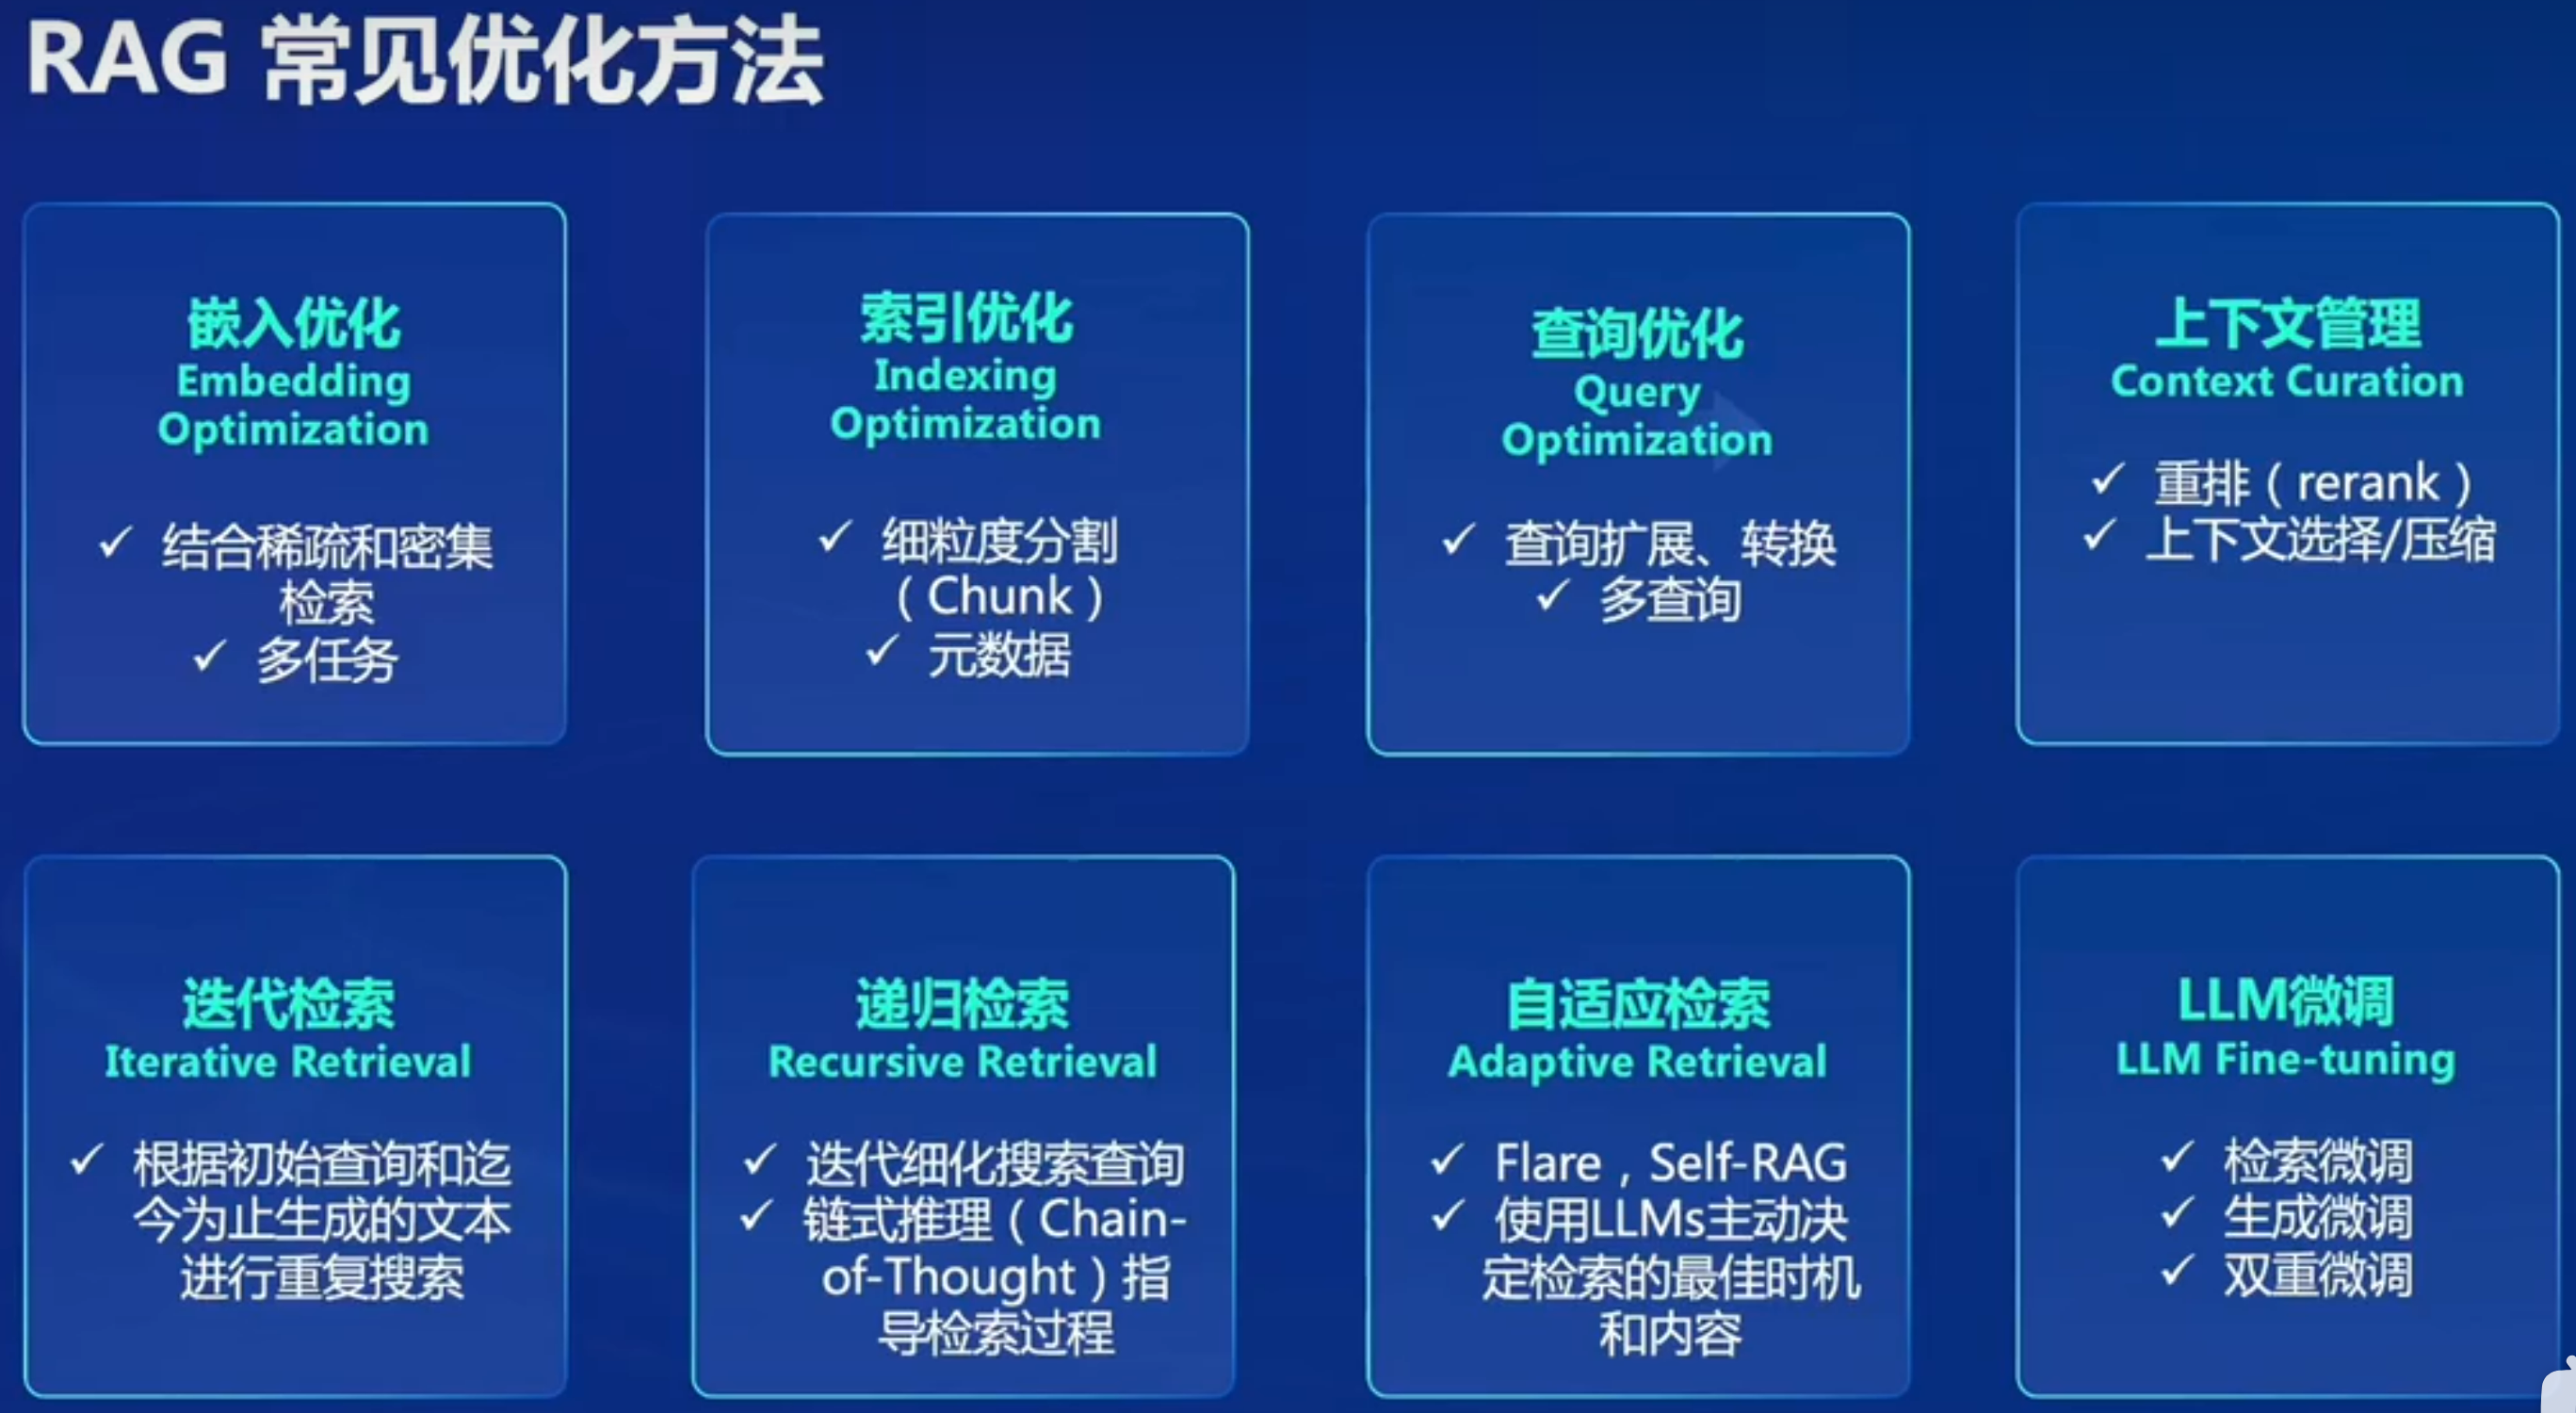 RAG 常见优化方法
嵌入优化
Embedding
Optimization
✓ 结合稀疏和密集
检索
✓ 多任务
索引优化
Indexing
Optimization
✓ 细粒度分割
（Chunk）
✓ 元数据
查询优化
Query
Optimization
✓ 查询扩展、转换
✓ 多查询
上下文管理
Context Curation
✓ 重排（rerank）
✓ 上下文选择/压缩
迭代检索
Iterative Retrieval
✓ 根据初始查询和迄
今为止生成的文本
进行重复搜索
递归检索
Recursive Retrieval
✓ 迭代细化搜索查询
✓ 链式推理（Chain-
of-Thought）指
导检索过程
自适应检索
Adaptive Retrieval
✓ Flare，Self-RAG
✓ 使用LLMs主动决
定检索的最佳时机
和内容
LLM微调
LLM Fine-tuning
✓ 检索微调
✓ 生成微调
✓ 双重微调